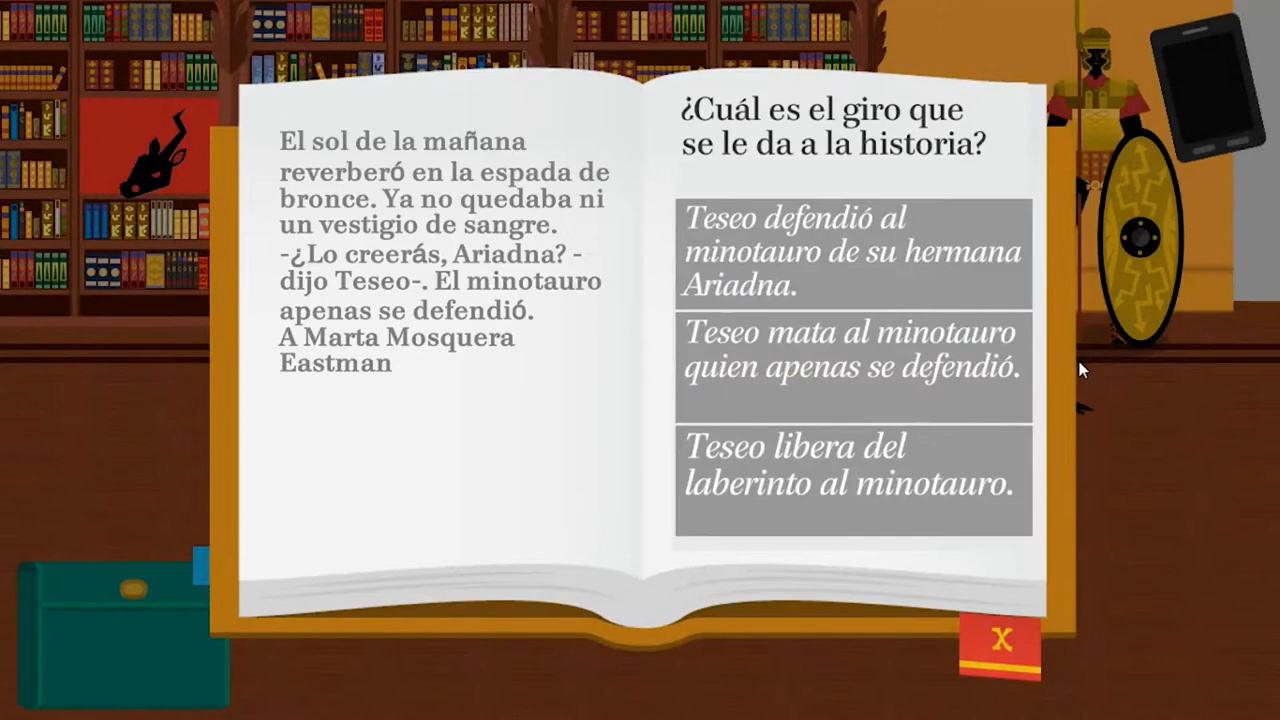 El sol de la mañana
reverberó en la espada de
bronce. Ya no quedaba ni
un vestigio de sangre.
-¿Lo creerás, Ariadna? -
dijo Teseo-. El minotauro
apenas se defendió.
A Marta Mosquera
Eastman
¿Cuál es el giro que
se le da a la historia?
Teseo defendió al
minotauro de su hermana
Ariadna.
Teseo mata al minotauro
quien apenas se defendió.
Teseo libera del
laberinto al minotauro.
X